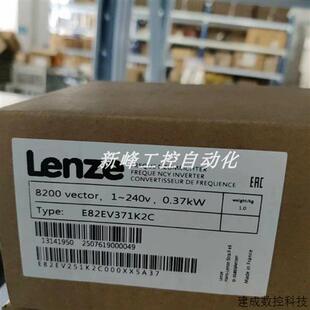 Lenze
FREQUENCY INVERTER
CONVERTISSEUR DE FREQUENCE
EAC
8200 vector, 1~240v, 0.37kW
weight/kg
1.0
Type: E82EV371K2C
13141950 2507619000049
E82EV251K2C000XX5A37
Made in France
新峰工控自动化
建成数控科技